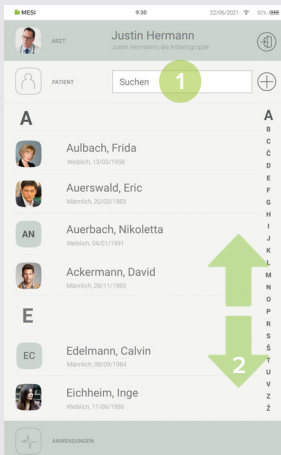 MESI 9:30 22/06/2021 92%
ARZT
Justin Hermann
Justin Hermann's die Arbeitsgruppe
PATIENT
Suchen
1
A
Aulbach, Frida
Weiblich, 13/03/1958
Auerswald, Eric
Männlich, 20/03/1983
AN
Auerbach, Nikoletta
Weiblich, 04/01/1991
Ackermann, David
Männlich, 28/11/1983
E
EC
Edelmann, Calvin
Männlich, 08/09/1984
Eichheim, Inge
Weiblich, 11/06/1986
2
A
B
C
Č
D
E
F
G
H
I
J
K
L
M
N
O
P
R
S
Š
T
U
V
Z
Ž
ANWENDUNGEN